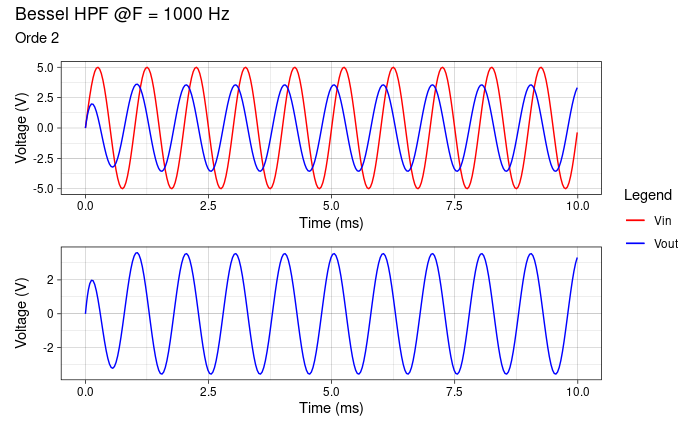 Bessel HPF @F = 1000 Hz
Orde 2
Voltage (V)
5.0
2.5
0.0
-2.5
-5.0
0.0 2.5 5.0 7.5 10.0
Time (ms)
Legend
Vin
Vout
Voltage (V)
2
0
-2
0.0 2.5 5.0 7.5 10.0
Time (ms)